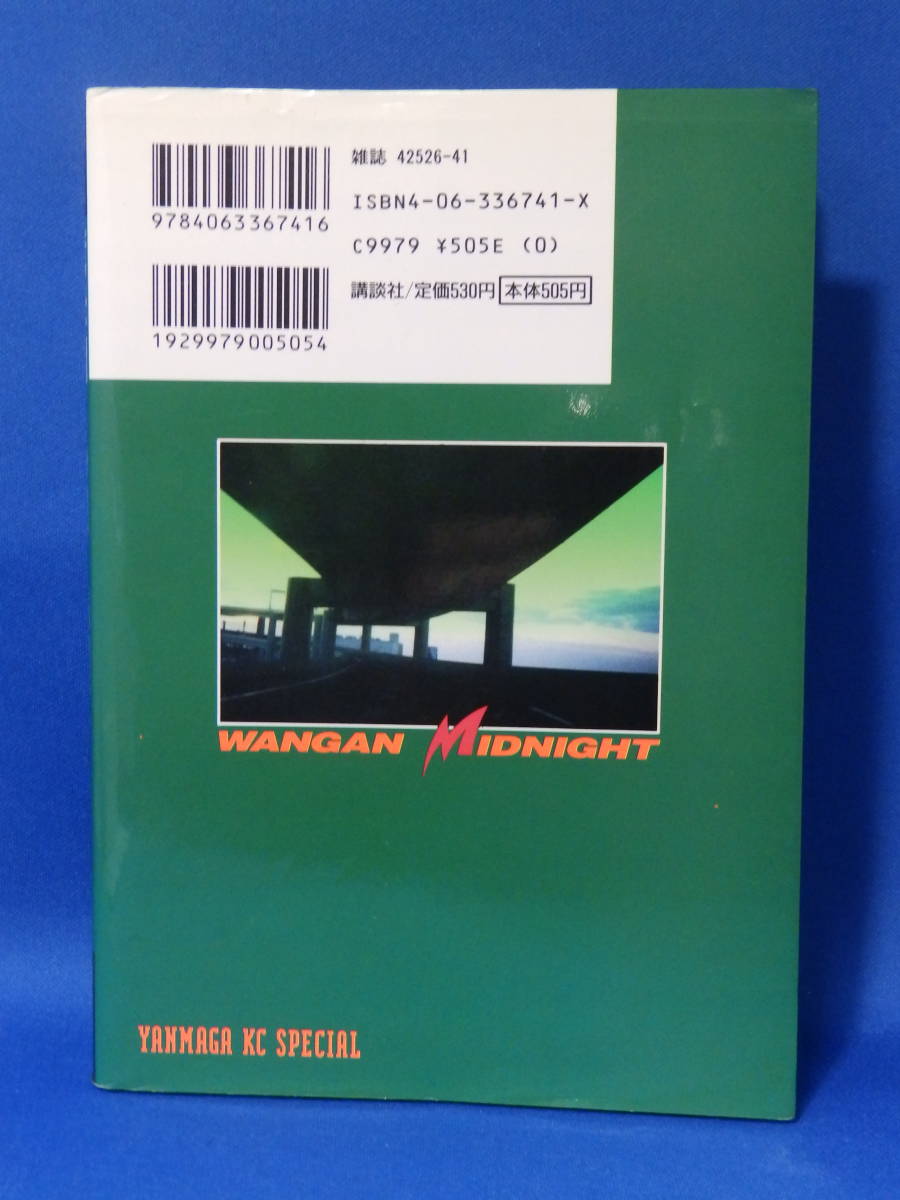 雑誌 42526-41
9784063367416
ISBN4-06-336741-X
C9979 ¥505E (0)
講談社/定価530円 本体505円
1929979005054
WANGAN MIDNIGHT
YANMAGA KC SPECIAL